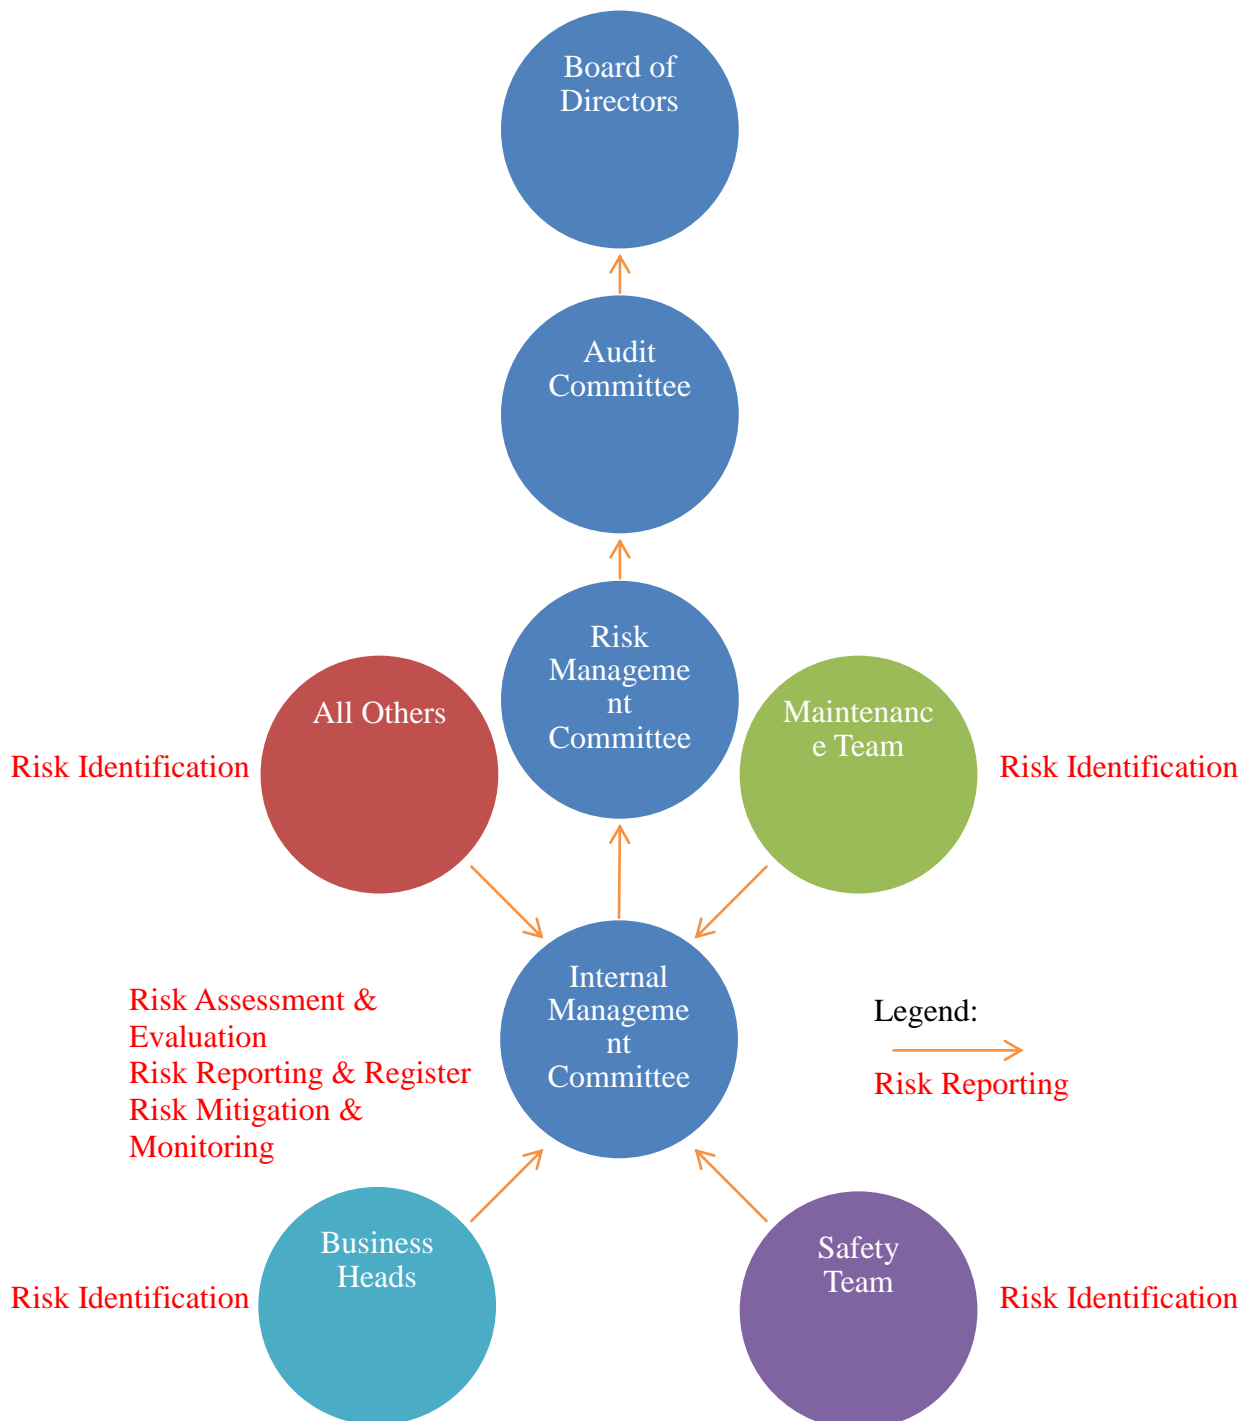 Board of
Directors
Audit
Committee
Risk
Manageme
nt
Committee
All Others
Maintenanc
e Team
Risk Identification
Risk Identification
Internal
Manageme
nt
Committee
Risk Assessment &
Evaluation
Risk Reporting & Register
Risk Mitigation &
Monitoring
Legend:
Risk Reporting
Business
Heads
Safety
Team
Risk Identification
Risk Identification